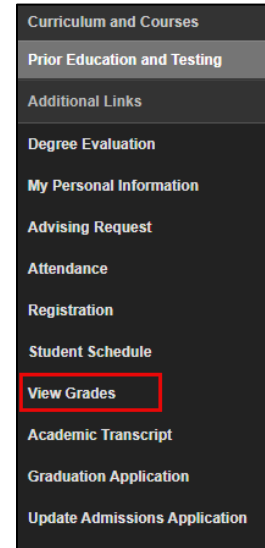 Curriculum and Courses
Prior Education and Testing
Additional Links
Degree Evaluation
My Personal Information
Advising Request
Attendance
Registration
Student Schedule
View Grades
Academic Transcript
Graduation Application
Update Admissions Application